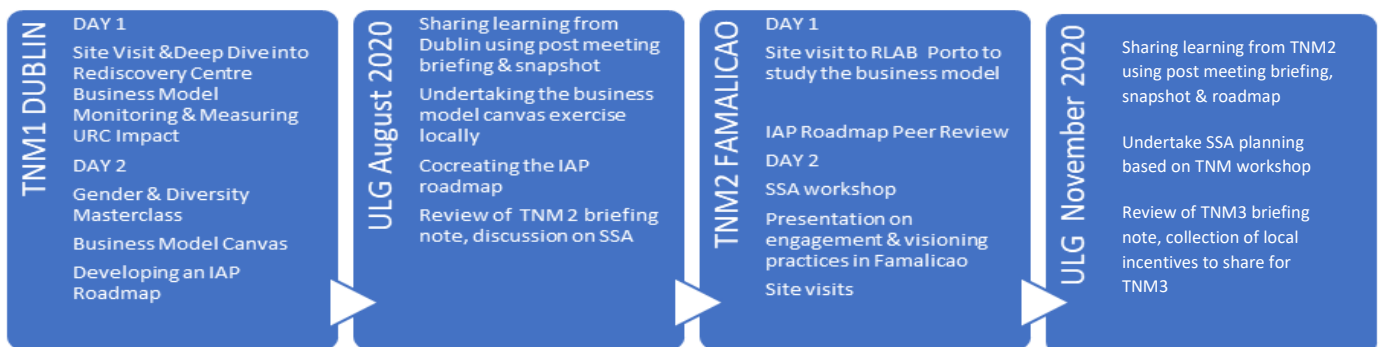 TNM1 DUBLIN
DAY 1
Site Visit &Deep Dive into
Rediscovery Centre
Business Model
Monitoring & Measuring
URC Impact
DAY 2
Gender & Diversity
Masterclass
Business Model Canvas
Developing an IAP
Roadmap
ULG August 2020
Sharing learning from
Dublin using post meeting
briefing & snapshot
Undertaking the business
model canvas exercise
locally
Cocreating the IAP
roadmap
Review of TNM 2 briefing
note, discussion on SSA
TNM2 FAMALICAO
DAY 1
Site visit to RLAB Porto to
study the business model
IAP Roadmap Peer Review
DAY 2
SSA workshop
Presentation on
engagement & visioning
practices in Famalicao
Site visits
ULG November 2020
Sharing learning from TNM2
using post meeting briefing,
snapshot & roadmap
Undertake SSA planning
based on TNM workshop
Review of TNM3 briefing
note, collection of local
incentives to share for
TNM3